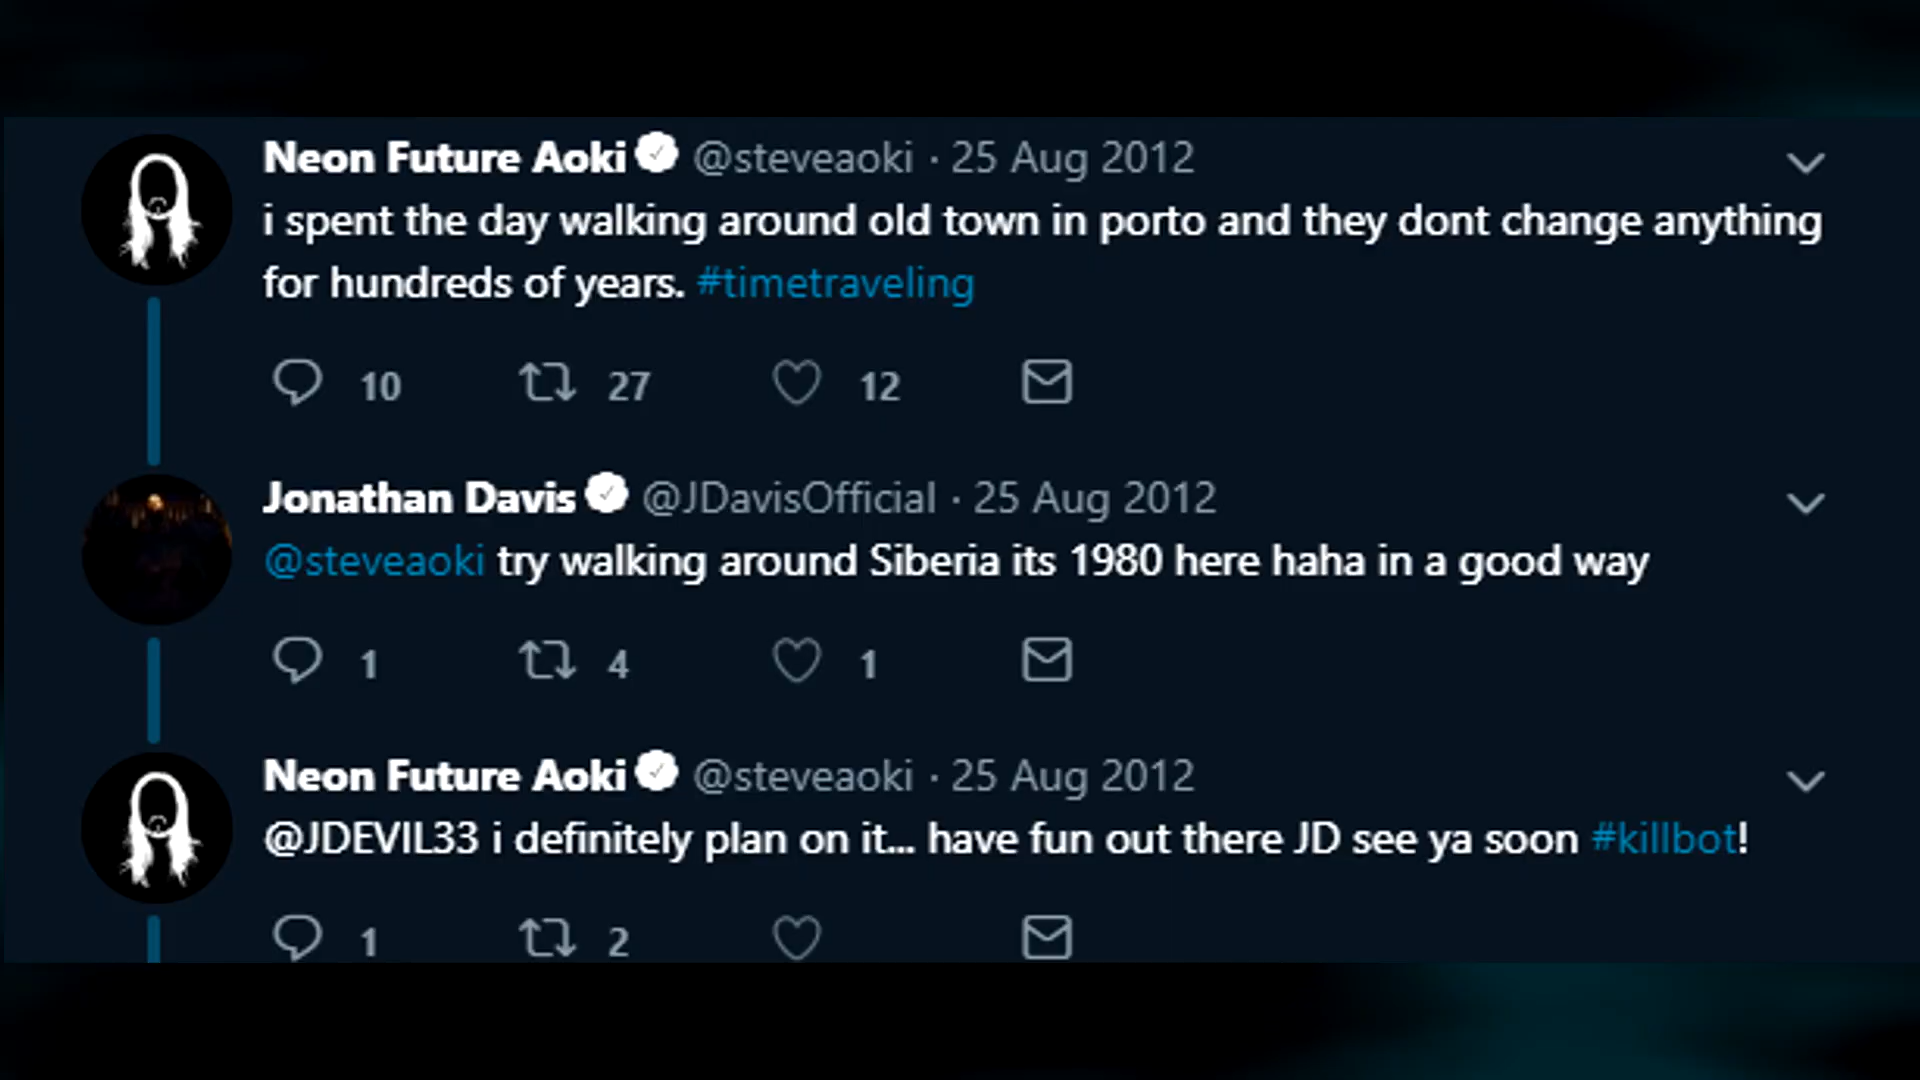 Neon Future Aoki @steveaoki · 25 Aug 2012
i spent the day walking around old town in porto and they dont change anything
for hundreds of years. #timetraveling
10 27 12
Jonathan Davis @JDavisOfficial · 25 Aug 2012
@steveaoki try walking around Siberia its 1980 here haha in a good way
1 4 1
Neon Future Aoki @steveaoki · 25 Aug 2012
@JDEVIL33 i definitely plan on it... have fun out there JD see ya soon #killbot!
1 2